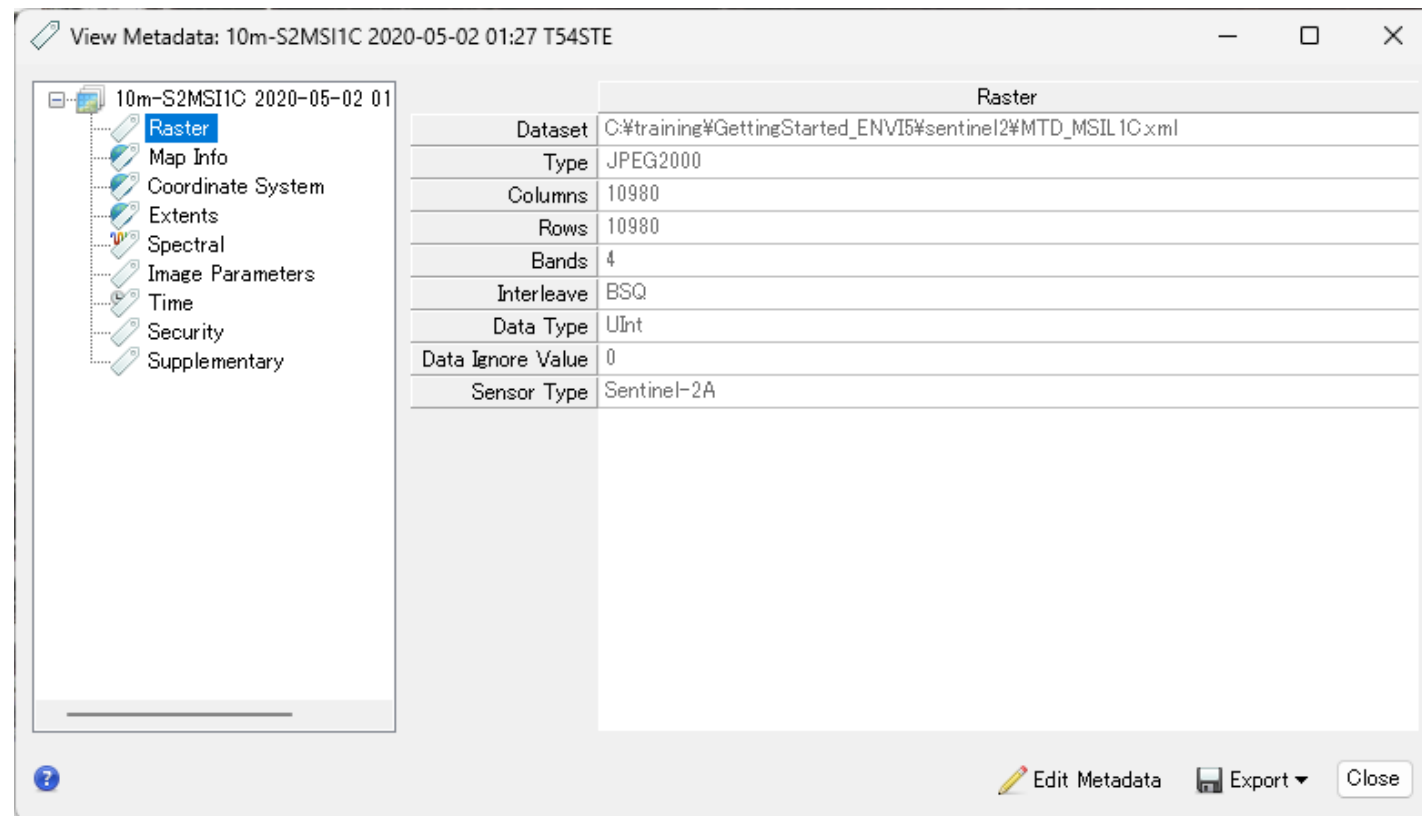 View Metadata: 10m-S2MSI1C 2020-05-02 01:27 T54STE
10m-S2MSI1C 2020-05-02 01
Raster
Map Info
Coordinate System
Extents
Spectral
Image Parameters
Time
Security
Supplementary
Raster
Dataset C:¥training¥GettingStarted_ENVI5¥sentinel2¥MTD_MSIL1C.xml
Type JPEG2000
Columns 10980
Rows 10980
Bands 4
Interleave BSQ
Data Type UInt
Data Ignore Value 0
Sensor Type Sentinel-2A
Edit Metadata Export Close